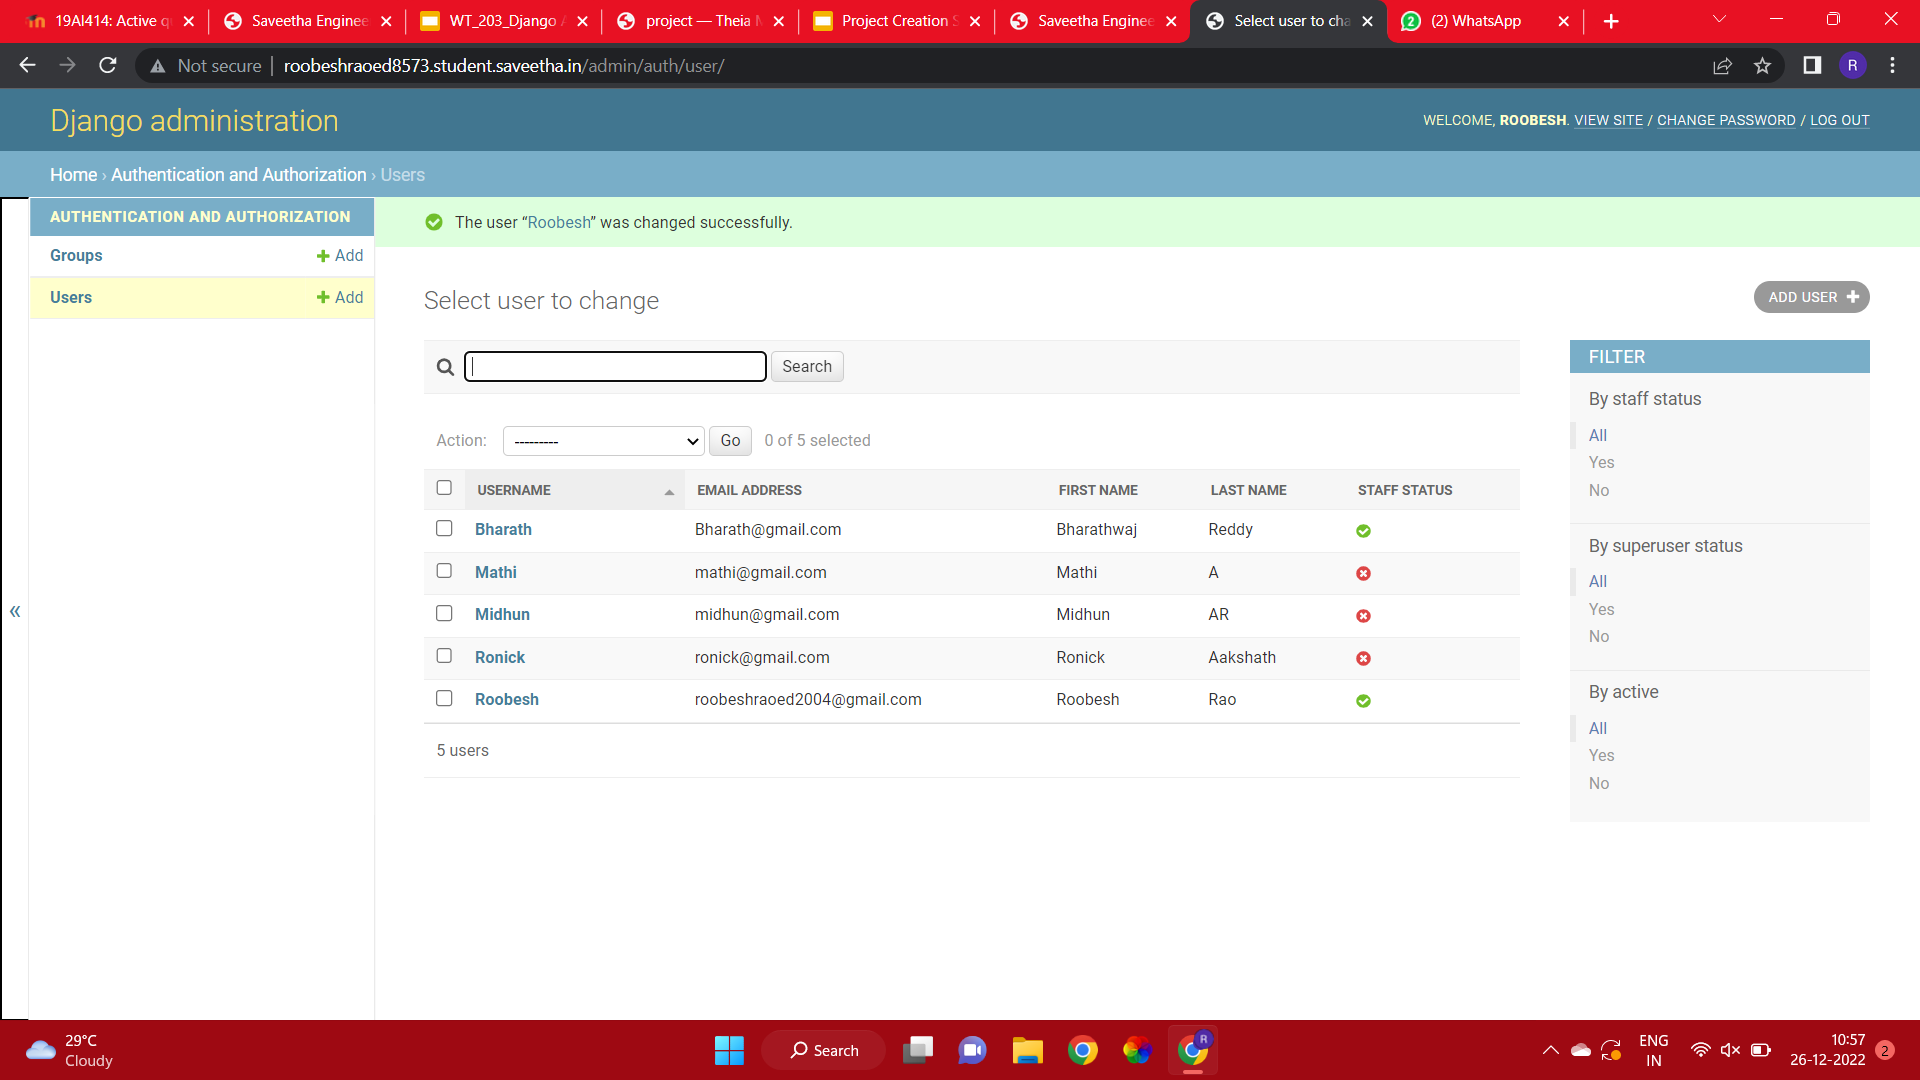 19AI414: Active q
Saveetha Enginee
WT_203_Django A
project — Theia
Project Creation S
Saveetha Enginee
Select user to cha
2 (2) WhatsApp
Not secure | roobeshraoed8573.student.saveetha.in/admin/auth/user/
R
Django administration
WELCOME, ROOBESH. VIEW SITE / CHANGE PASSWORD / LOG OUT
Home › Authentication and Authorization › Users
AUTHENTICATION AND AUTHORIZATION
Groups
+ Add
Users
+ Add
«
The user “Roobesh” was changed successfully.
Select user to change
ADD USER +
Search
Action: --------- Go 0 of 5 selected
USERNAME EMAIL ADDRESS FIRST NAME LAST NAME STAFF STATUS
Bharath Bharath@gmail.com Bharathwaj Reddy
Mathi mathi@gmail.com Mathi A
Midhun midhun@gmail.com Midhun AR
Ronick ronick@gmail.com Ronick Aakshath
Roobesh roobeshraoed2004@gmail.com Roobesh Rao
5 users
FILTER
By staff status
All
Yes
No
By superuser status
All
Yes
No
By active
All
Yes
No
29°C
Cloudy
Search
R
ENG
IN
10:57
26-12-2022
2